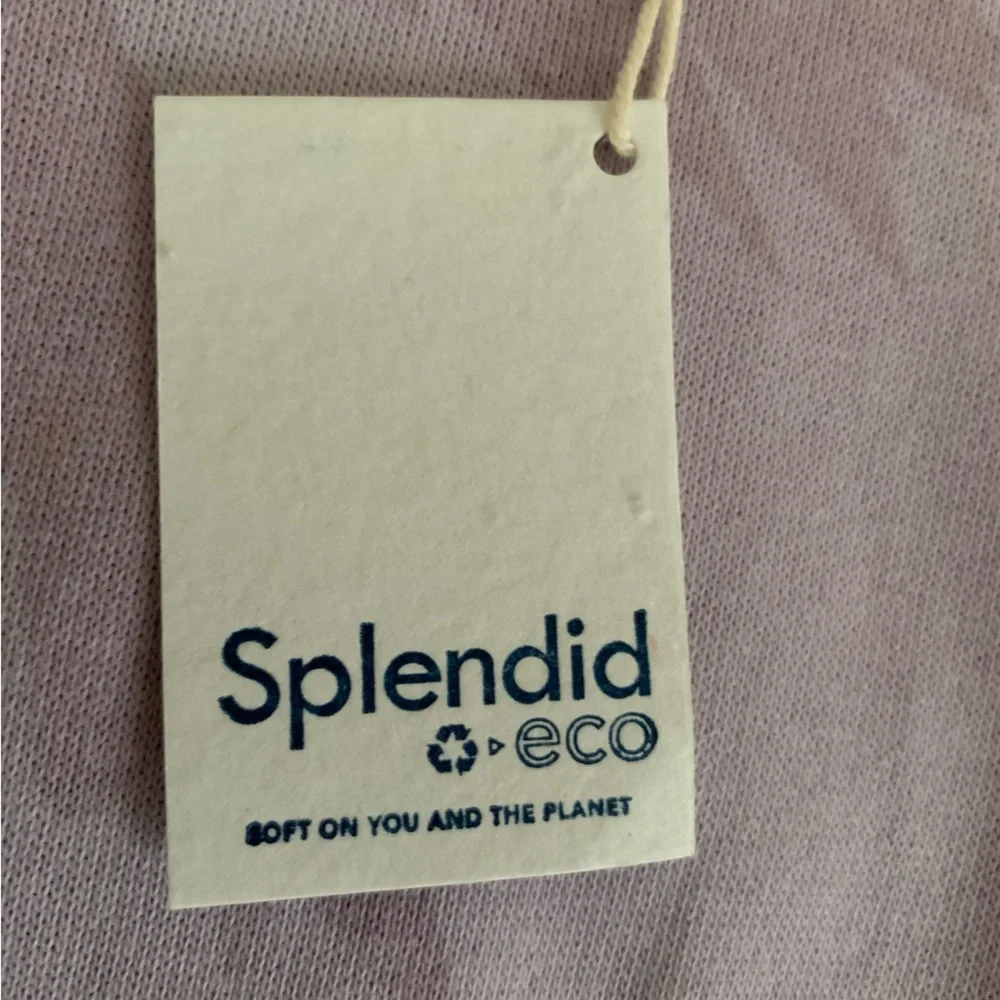 Splendid
eco
SOFT ON YOU AND THE PLANET